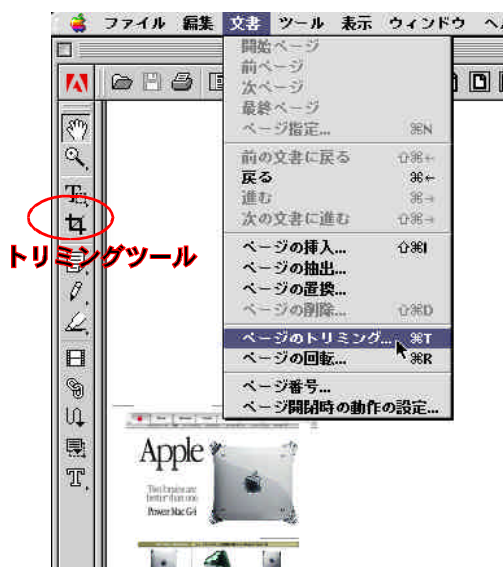 ファイル 編集 文書 ツール 表示 ウィンドウ ヘ
開始ページ
前ページ
次ページ
最終ページ
ページ指定... ⌘N
前の文書に戻る ⇧⌘←
戻る ⌘←
進む ⌘→
次の文書に進む ⇧⌘→
ページの挿入... ⇧⌘I
ページの抽出...
ページの置換...
ページの削除... ⇧⌘D
ページのトリミング... ⌘T
ページの回転... ⌘R
ページ番号...
ページ開閉時の動作の設定...
トリミングツール
Apple
Two brains are
better than one.
Power Mac G4